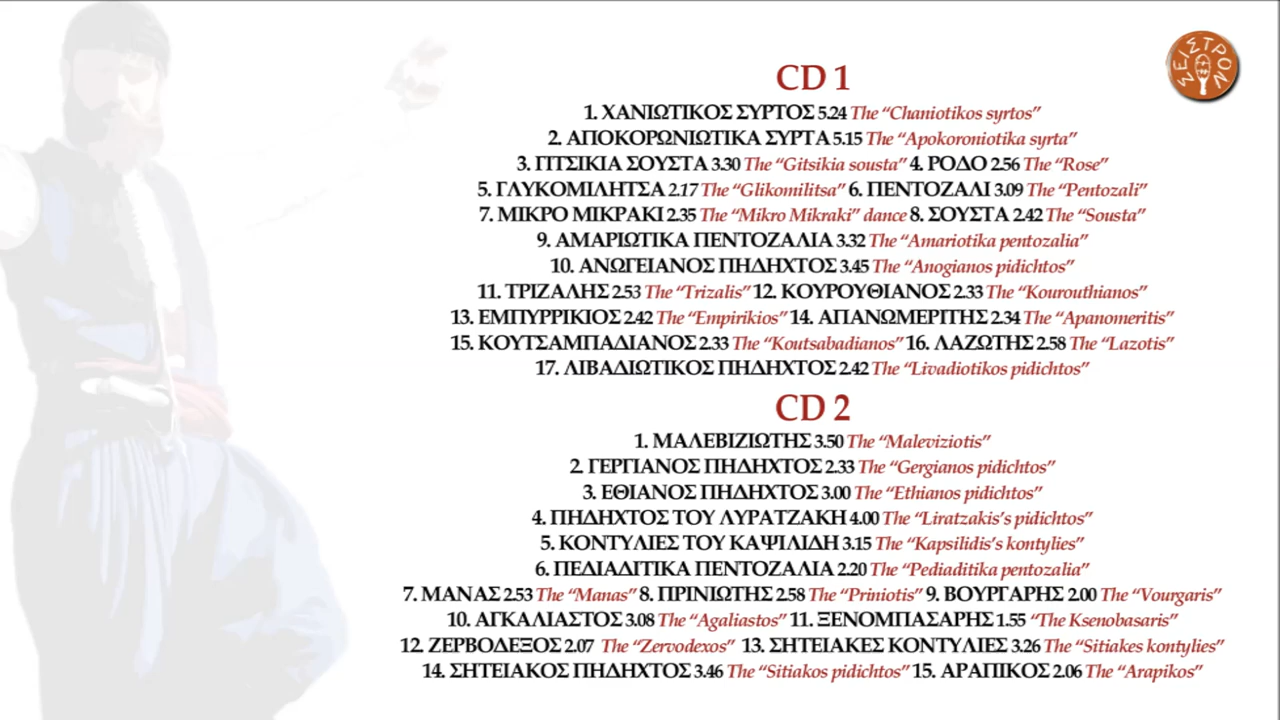 ΣΕΙΣΤΡΟΝ
CD 1
1. ΧΑΝΙΩΤΙΚΟΣ ΣΥΡΤΟΣ 5.24 The “Chaniotikos syrtos”
2. ΑΠΟΚΟΡΩΝΙΩΤΙΚΑ ΣΥΡΤΑ 5.15 The “Apokoroniotika syrta”
3. ΓΙΤΣΙΚΙΑ ΣΟΥΣΤΑ 3.30 The “Gitsikia sousta” 4. ΡΟΔΟ 2.56 The “Rose”
5. ΓΛΥΚΟΜΙΛΗΤΣΑ 2.17 The “Glikomilitsa” 6. ΠΕΝΤΟΖΑΛΙ 3.09 The “Pentozali”
7. ΜΙΚΡΟ ΜΙΚΡΑΚΙ 2.35 The “Mikro Mikraki” dance 8. ΣΟΥΣΤΑ 2.42 The “Sousta”
9. ΑΜΑΡΙΩΤΙΚΑ ΠΕΝΤΟΖΑΛΙΑ 3.32 The “Amariotika pentozalia”
10. ΑΝΩΓΕΙΑΝΟΣ ΠΗΔΗΧΤΟΣ 3.45 The “Anogianos pidichtos”
11. ΤΡΙΖΑΛΗΣ 2.53 The “Trizalis” 12. ΚΟΥΡΟΥΘΙΑΝΟΣ 2.33 The “Kourouthianos”
13. ΕΜΠΥΡΡΙΚΙΟΣ 2.42 The “Empirikios” 14. ΑΠΑΝΩΜΕΡΙΤΗΣ 2.34 The “Apanomeritis”
15. ΚΟΥΤΣΑΜΠΑΔΙΑΝΟΣ 2.33 The “Koutsabadianos” 16. ΛΑΖΩΤΗΣ 2.58 The “Lazotis”
17. ΛΙΒΑΔΙΩΤΙΚΟΣ ΠΗΔΗΧΤΟΣ 2.42 The “Livadiotikos pidichtos”
CD 2
1. ΜΑΛΕΒΙΖΙΩΤΗΣ 3.50 The “Maleviziotis”
2. ΓΕΡΓΙΑΝΟΣ ΠΗΔΗΧΤΟΣ 2.33 The “Gergianos pidichtos”
3. ΕΘΙΑΝΟΣ ΠΗΔΗΧΤΟΣ 3.00 The “Ethianos pidichtos”
4. ΠΗΔΗΧΤΟΣ ΤΟΥ ΛΥΡΑΤΖΑΚΗ 4.00 The “Liratzakis’s pidichtos”
5. ΚΟΝΤΥΛΙΕΣ ΤΟΥ ΚΑΨΙΛΙΔΗ 3.15 The “Kapsilidis’s kontylies”
6. ΠΕΔΙΑΔΙΤΙΚΑ ΠΕΝΤΟΖΑΛΙΑ 2.20 The “Pediaditika pentozalia”
7. ΜΑΝΑΣ 2.53 The “Manas” 8. ΠΡΙΝΙΩΤΗΣ 2.58 The “Priniotis” 9. ΒΟΥΡΓΑΡΗΣ 2.00 The “Vourgaris”
10. ΑΓΚΑΛΙΑΣΤΟΣ 3.08 The “Agaliastos” 11. ΞΕΝΟΜΠΑΣΑΡΗΣ 1.55 “The Ksenobasaris”
12. ΖΕΡΒΟΔΕΞΟΣ 2.07 The “Zervodexos” 13. ΣΗΤΕΙΑΚΕΣ ΚΟΝΤΥΛΙΕΣ 3.26 The “Sitiakes kontylies”
14. ΣΗΤΕΙΑΚΟΣ ΠΗΔΗΧΤΟΣ 3.46 The “Sitiakos pidichtos” 15. ΑΡΑΠΙΚΟΣ 2.06 The “Arapikos”